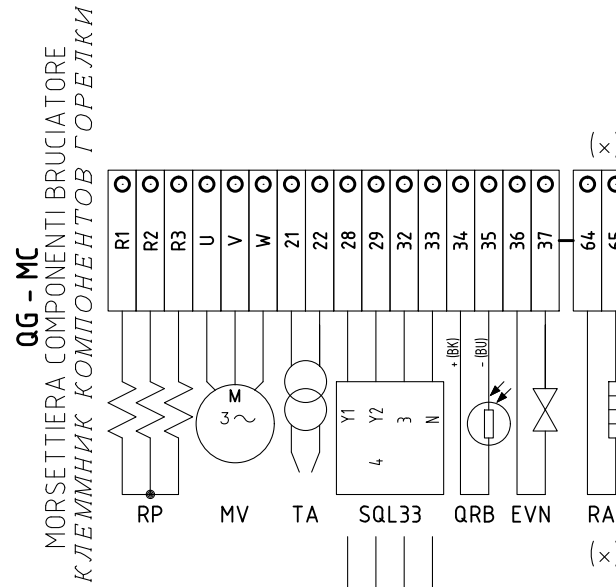 QG - MC
MORSETTIERA COMPONENTI BRUCIATORE
КЛЕММНИК КОМПОНЕНТОВ ГОРЕЛКИ
(x)
R1 R2 R3 U V W 21 22 28 29 32 33 34 35 36 37 64 65
+ (BK) - (BU)
M
3~
Y1 Y2 3 N
4
RP MV TA SQL33 QRB EVN RA
(x)